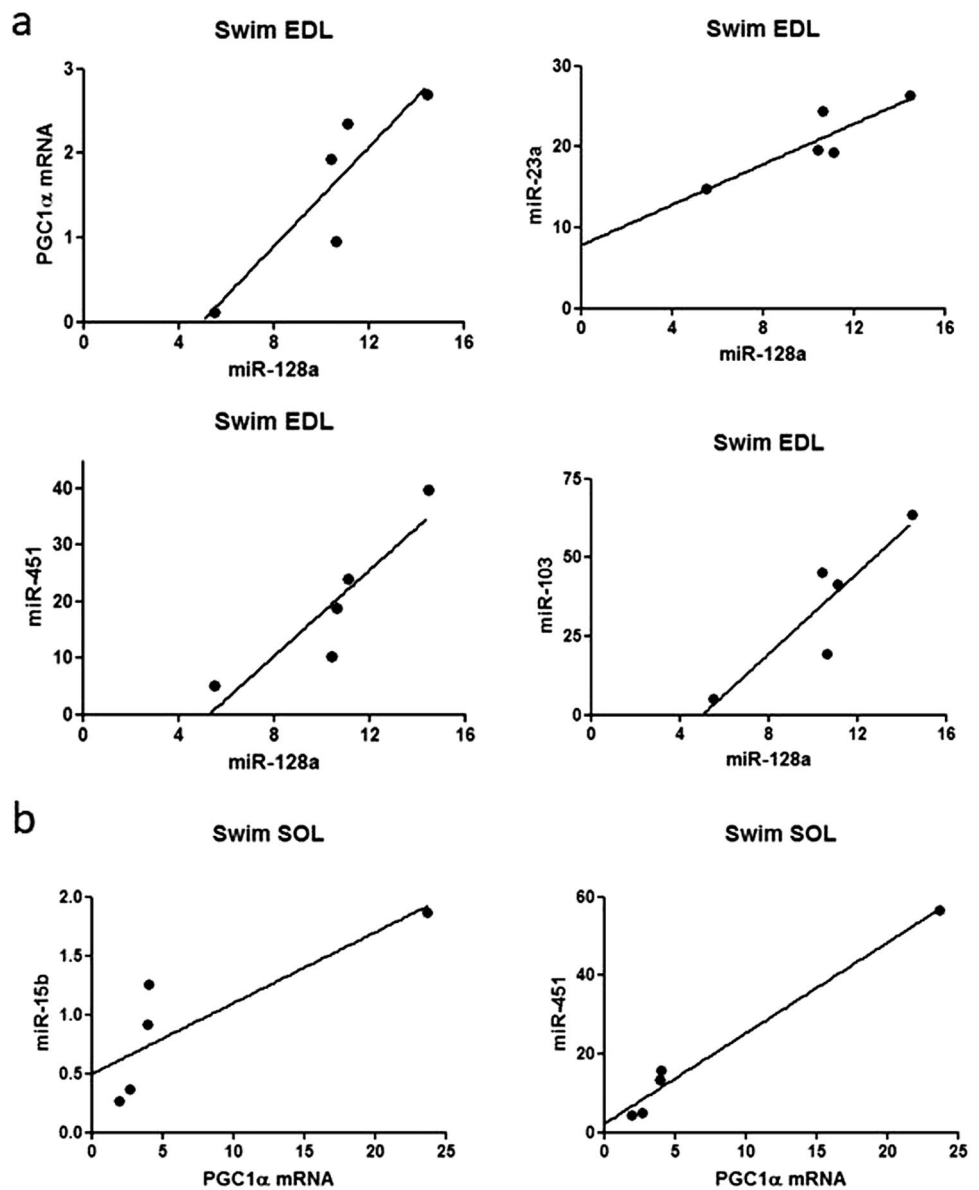 a
Swim EDL
PGC1α mRNA
3
2
1
0
0 4 8 12 16
miR-128a
Swim EDL
miR-23a
30
20
10
0
0 4 8 12 16
miR-128a
Swim EDL
miR-451
40
30
20
10
0
0 4 8 12 16
miR-128a
Swim EDL
miR-103
75
50
25
0
0 4 8 12 16
miR-128a
b
Swim SOL
miR-15b
2.0
1.5
1.0
0.5
0.0
0 5 10 15 20 25
PGC1α mRNA
Swim SOL
miR-451
60
40
20
0
0 5 10 15 20 25
PGC1α mRNA